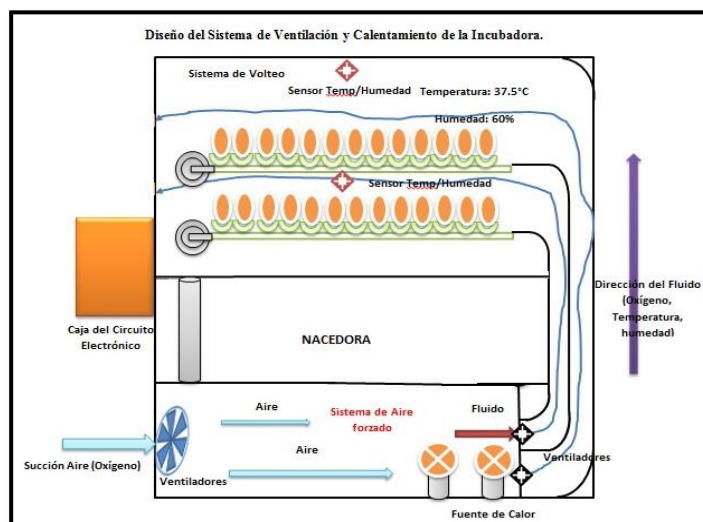 Diseño del Sistema de Ventilación y Calentamiento de la Incubadora.
Sistema de Volteo
Sensor Temp/Humedad
Temperatura: 37.5°C
Humedad: 60%
Sensor Temp/Humedad
Caja del Circuito
Electrónico
NACEDORA
Dirección del Fluido
(Oxígeno,
Temperatura,
humedad)
Aire
Sistema de Aire
forzado
Fluido
Succión Aire (Oxígeno)
Aire
Ventiladores
Ventiladores
Fuente de Calor